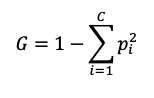 G = 1 − ∑_{i=1}^{C} p_i^2